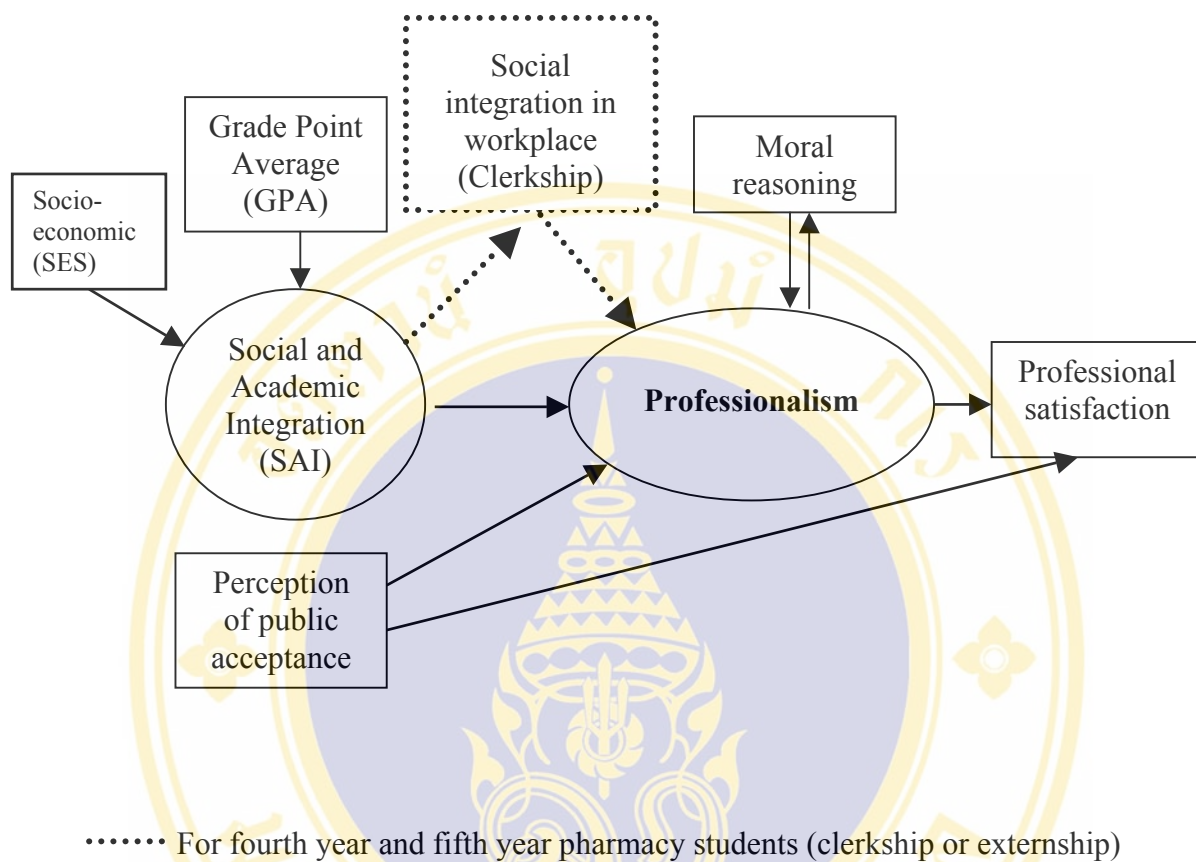 Social
integration in
workplace
(Clerkship)
Grade Point
Average
(GPA)
Moral
reasoning
Socio-
economic
(SES)
Social and
Academic
Integration
(SAI)
Professionalism
Professional
satisfaction
Perception
of public
acceptance
For fourth year and fifth year pharmacy students (clerkship or externship)